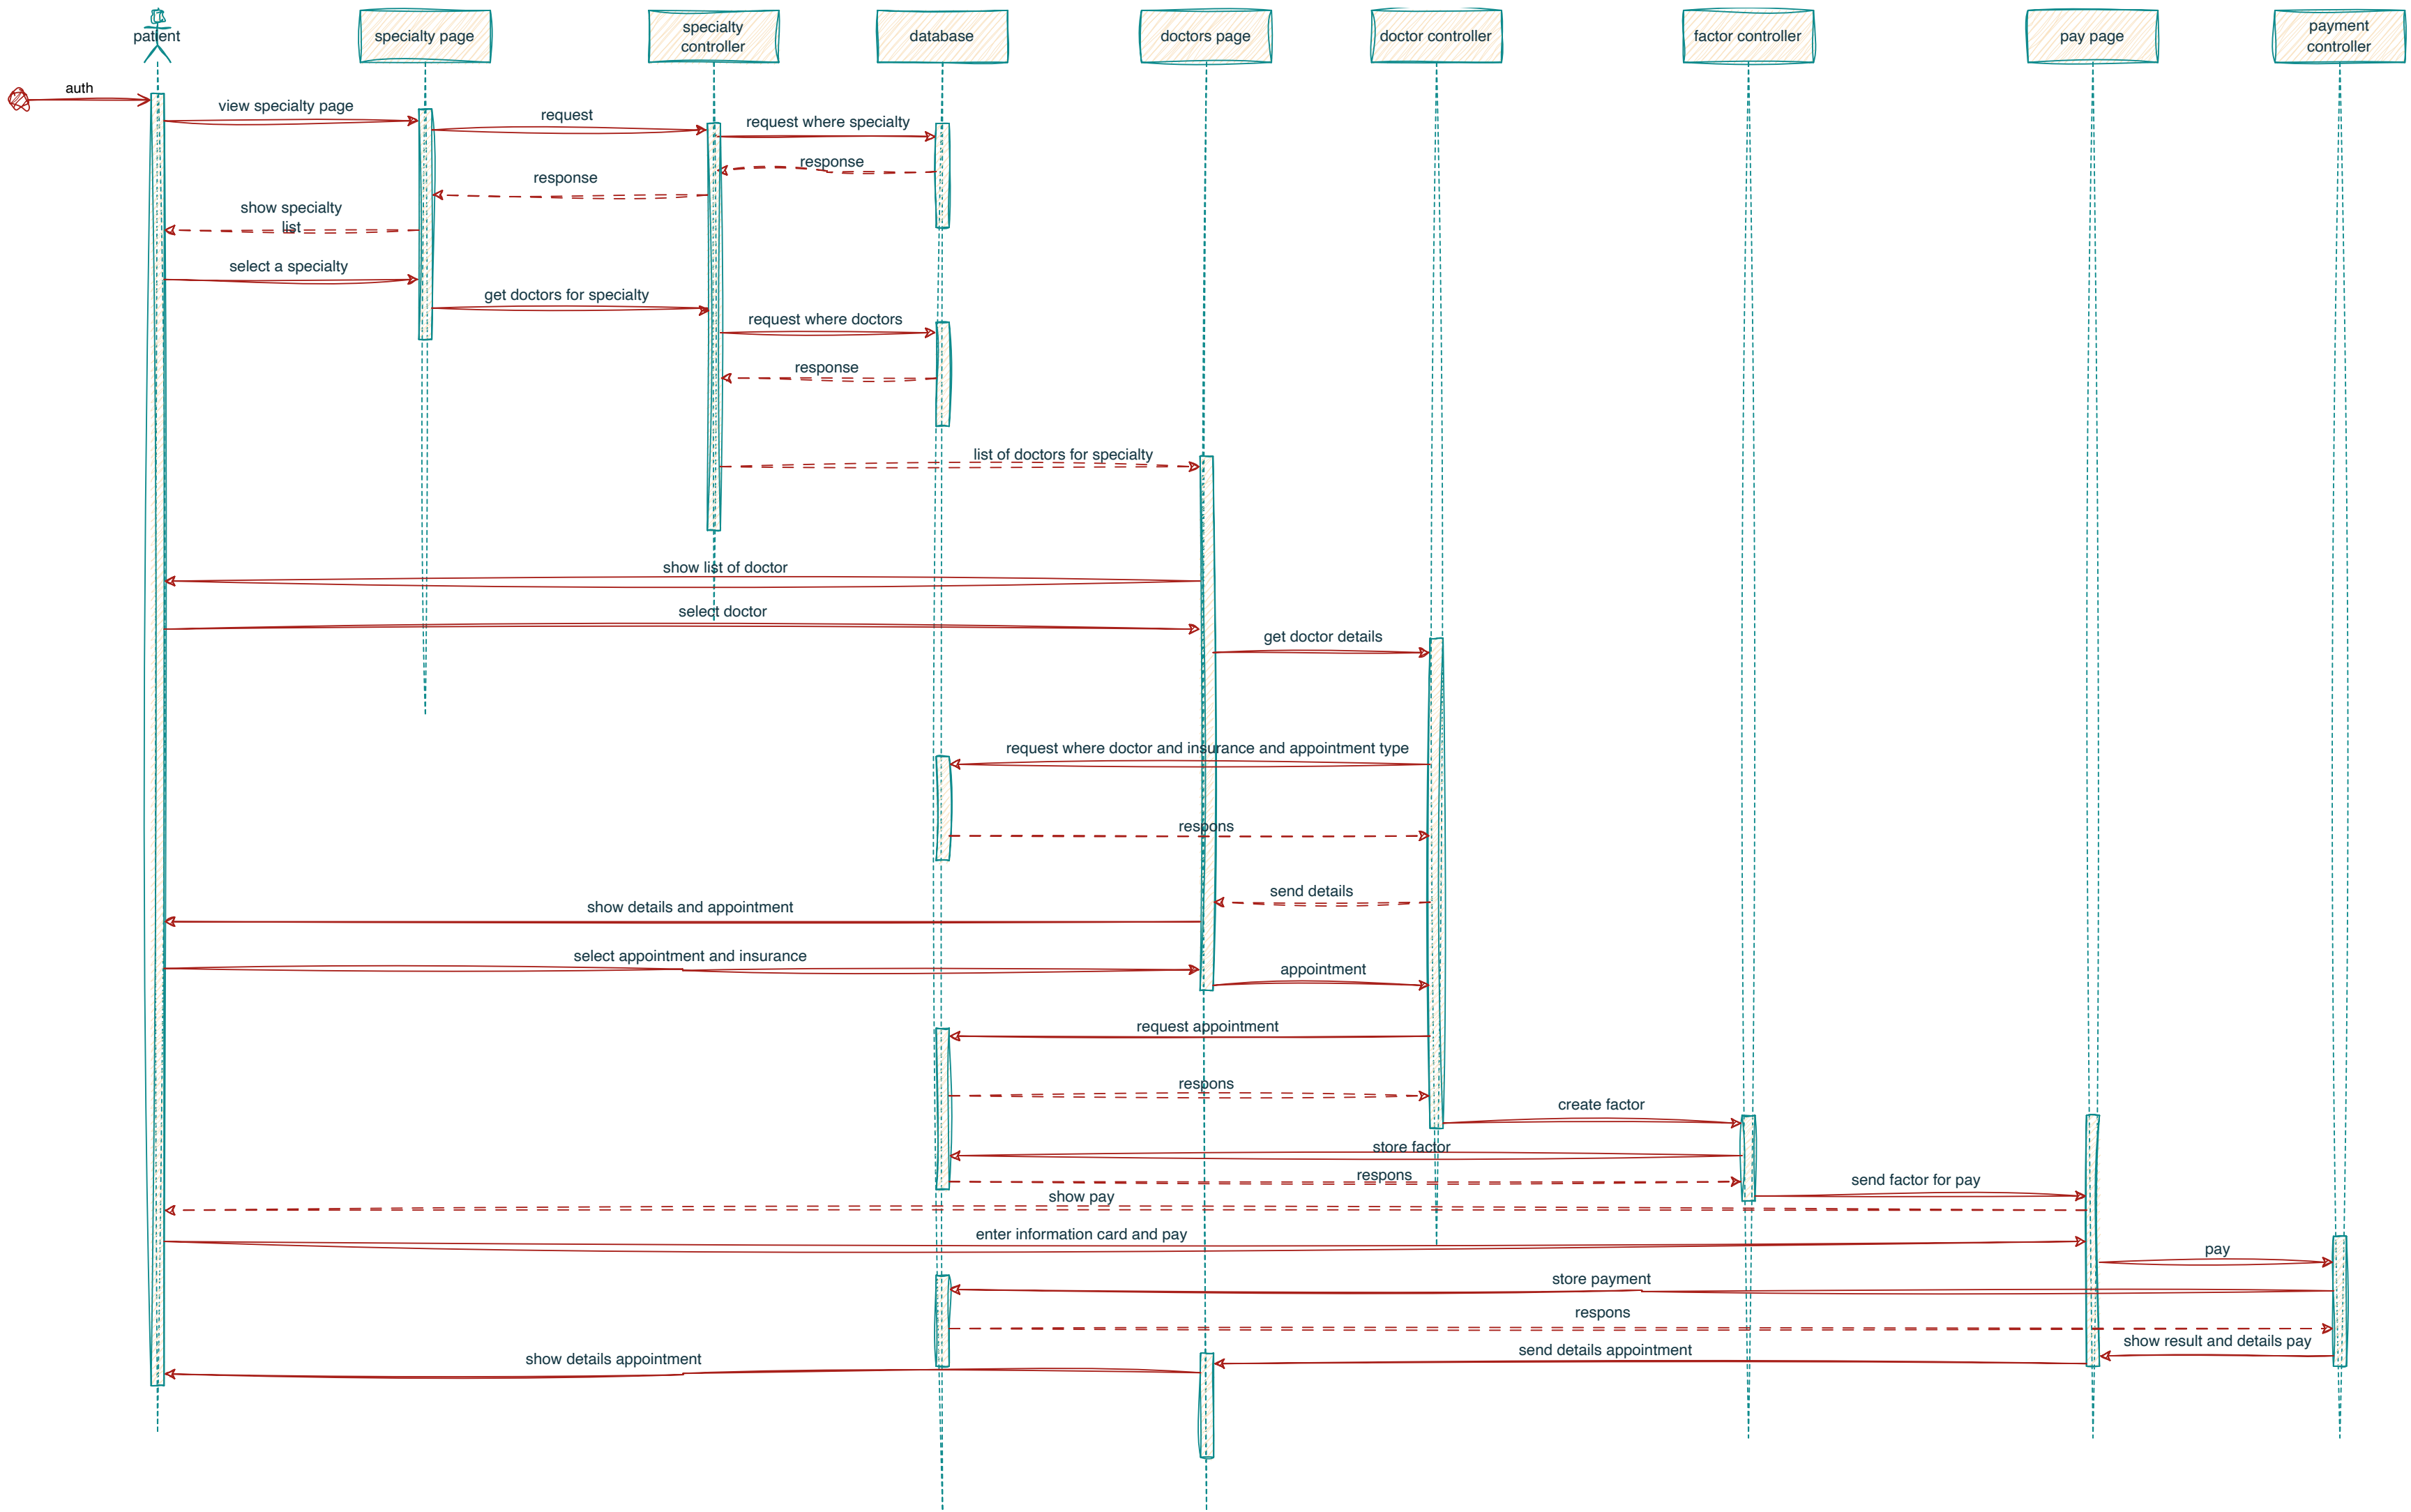 patient
specialty page
specialty
controller
database
doctors page
doctor controller
factor controller
pay page
payment
controller
auth
view specialty page
request
request where specialty
response
response
show specialty
list
select a specialty
get doctors for specialty
request where doctors
response
list of doctors for specialty
show list of doctor
select doctor
get doctor details
request where doctor and insurance and appointment type
respons
send details
show details and appointment
select appointment and insurance
appointment
request appointment
respons
create factor
store factor
respons
send factor for pay
show pay
enter information card and pay
pay
store payment
respons
show result and details pay
send details appointment
show details appointment